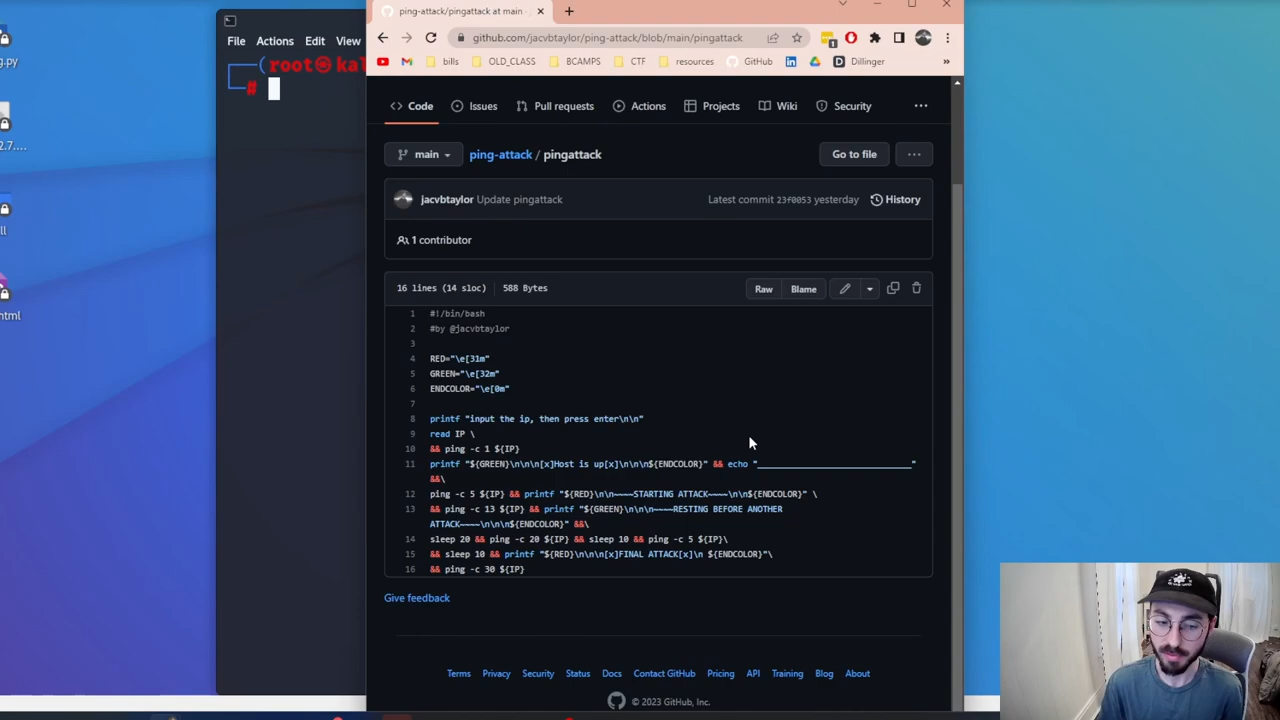 g.py
2.7....
ll
html
File Actions Edit View
(root㉿kal
#
ping-attack/pingattack at main ·
github.com/jacvbtaylor/ping-attack/blob/main/pingattack
1
bills
OLD_CLASS
BCAMPS
CTF
resources
GitHub
Dillinger
»
Code
Issues
Pull requests
Actions
Projects
Wiki
Security
main
ping-attack / pingattack
Go to file
jacvbtaylor Update pingattack
Latest commit 23f0053 yesterday
History
1 contributor
16 lines (14 sloc) 588 Bytes
Raw
Blame
1 #!/bin/bash
2 #by @jacvbtaylor
3
4 RED="\e[31m"
5 GREEN="\e[32m"
6 ENDCOLOR="\e[0m"
7
8 printf "input the ip, then press enter\n\n"
9 read IP \
10 && ping -c 1 ${IP}
11 printf "${GREEN}\n\n\n[x]Host is up[x]\n\n\n${ENDCOLOR}" && echo "______________________________"
&&\
12 ping -c 5 ${IP} && printf "${RED}\n\n~~~~STARTING ATTACK~~~~\n\n${ENDCOLOR}" \
13 && ping -c 13 ${IP} && printf "${GREEN}\n\n\n~~~~RESTING BEFORE ANOTHER
ATTACK~~~~\n\n\n${ENDCOLOR}" &&\
14 sleep 20 && ping -c 20 ${IP} && sleep 10 && ping -c 5 ${IP}\
15 && sleep 10 && printf "${RED}\n\n\n[x]FINAL ATTACK[x]\n ${ENDCOLOR}"\
16 && ping -c 30 ${IP}
Give feedback
Terms Privacy Security Status Docs Contact GitHub Pricing API Training Blog About
© 2023 GitHub, Inc.